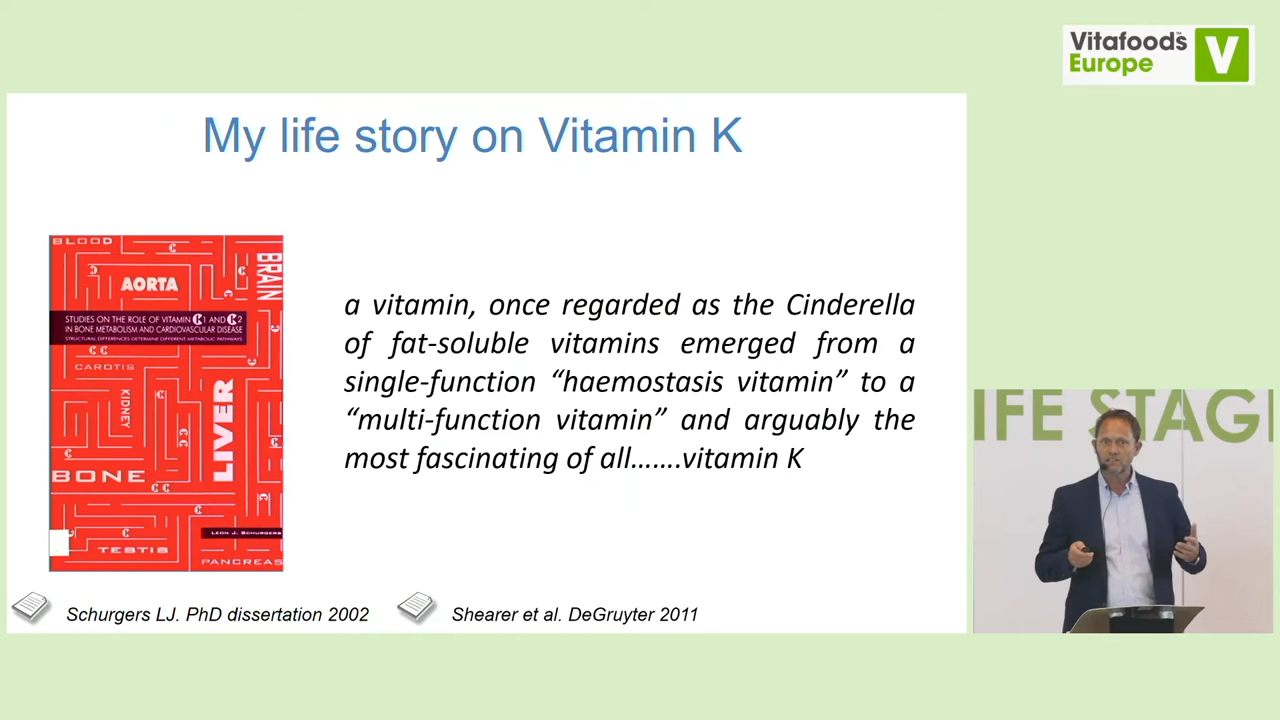 Vitafoods
Europe
V
My life story on Vitamin K
BLOOD
BRAIN
AORTA
STUDIES ON THE ROLE OF VITAMIN K1 AND K2
IN BONE METABOLISM AND CARDIOVASCULAR DISEASE
STRUCTURAL DIFFERENCES DETERMINE DIFFERENT METABOLIC PATHWAYS
CAROTIS
KIDNEY
LIVER
BONE
LEON J. SCHURGERS
TESTIS
PANCREAS
a vitamin, once regarded as the Cinderella
of fat-soluble vitamins emerged from a
single-function “haemostasis vitamin” to a
“multi-function vitamin” and arguably the
most fascinating of all…….vitamin K
Schurgers LJ. PhD dissertation 2002
Shearer et al. DeGruyter 2011
IFE STAG